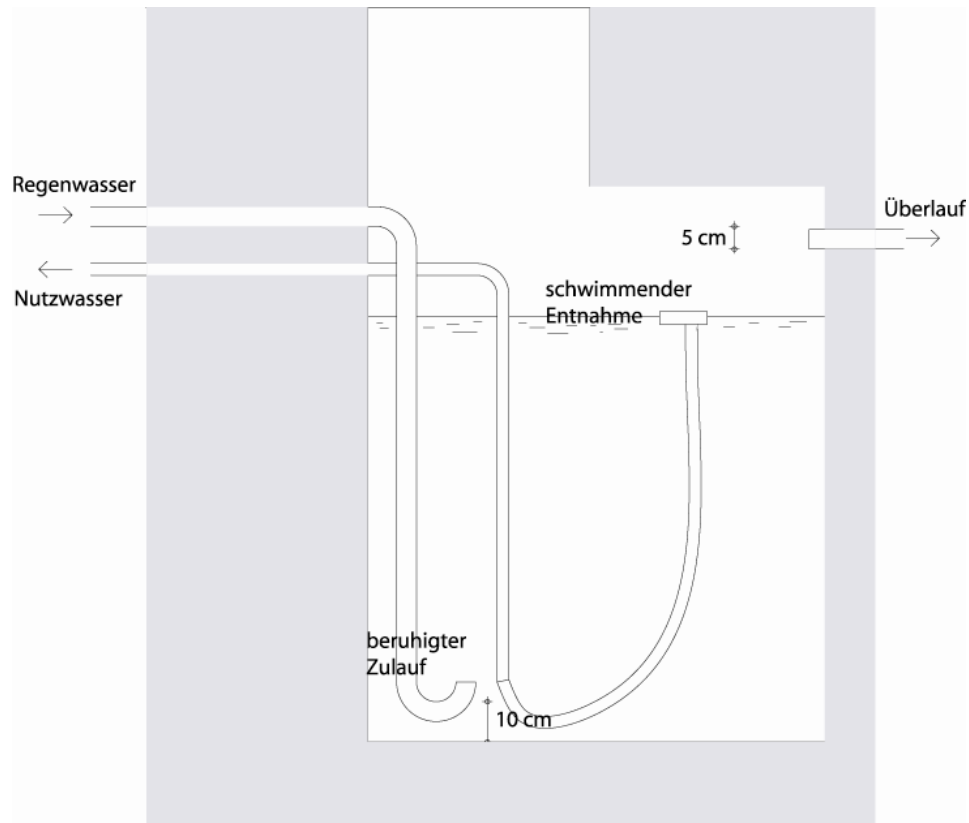 Regenwasser
Überlauf
5 cm
Nutzwasser
schwimmender
Entnahme
beruhigter
Zulauf
10 cm